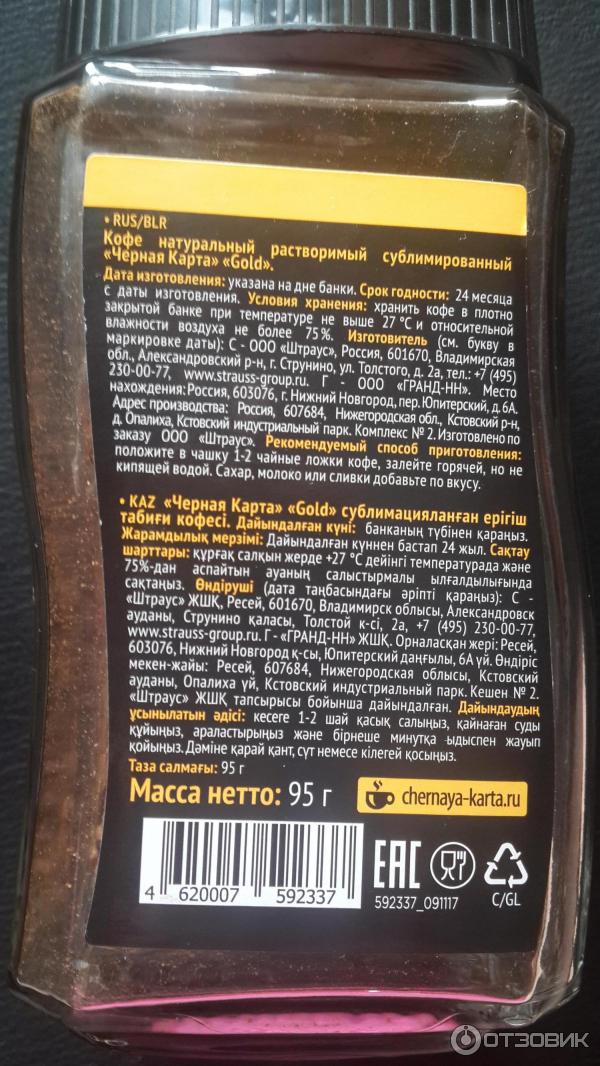 • RUS/BLR
Кофе натуральный растворимый сублимированный
«Черная Карта» «Gold».
Дата изготовления: указана на дне банки. Срок годности: 24 месяца
с даты изготовления. Условия хранения: хранить кофе в плотно
закрытой банке при температуре не выше 27 °С и относительной
влажности воздуха не более 75%. Изготовитель (см. букву в
маркировке даты): С - ООО «Штраус», Россия, 601670, Владимирская
обл., Александровский р-н, г. Струнино, ул. Толстого, д. 2а, тел.: +7 (495)
230-00-77, www.strauss-group.ru. Г - ООО «ГРАНД-НН». Место
нахождения: Россия, 603076, г. Нижний Новгород, пер. Юпитерский, д. 6А.
Адрес производства: Россия, 607684, Нижегородская обл., Кстовский р-н,
д. Опалиха, Кстовский индустриальный парк. Комплекс № 2. Изготовлено по
заказу ООО «Штраус». Рекомендуемый способ приготовления:
положите в чашку 1-2 чайные ложки кофе, залейте горячей, но не
кипящей водой. Сахар, молоко или сливки добавьте по вкусу.
• KAZ «Черная Карта» «Gold» сублимацияланған ерігіш
табиғи кофесі. Дайындалған күні: банканың түбінен қараңыз.
Жарамдылық мерзімі: Дайындалған күннен бастап 24 жыл. Сақтау
шарттары: құрғақ салқын жерде +27 °С дейінгі температурада және
75%-дан аспайтын ауаның салыстырмалы ылғалдылығында
сақтаңыз. Өндіруші (дата таңбасындағы әріпті қараңыз): С -
«Штраус» ЖШҚ, Ресей, 601670, Владимирск облысы, Александровск
ауданы, Струнино қаласы, Толстой к-сі, 2а, +7 (495) 230-00-77,
www.strauss-group.ru. Г - «ГРАНД-НН» ЖШҚ. Орналасқан жері: Ресей,
603076, Нижний Новгород қ-сы, Юпитерский даңғылы, 6А үй. Өндіріс
мекен-жайы: Ресей, 607684, Нижегородская облысы, Кстовский
ауданы, Опалиха үй, Кстовский индустриальный парк. Кешен № 2.
«Штраус» ЖШҚ тапсырысы бойынша дайындалған. Дайындаудың
ұсынылатын әдісі: кесеге 1-2 шай қасық салыңыз, қайнаған суды
құйыңыз, араластырыңыз және бірнеше минутқа ыдыспен жауып
қойыңыз. Дәміне қарай қант, сүт немесе кілегей қосыңыз.
Таза салмағы: 95 г
Масса нетто: 95 г
chernaya-karta.ru
4 620007 592337
EAC
592337_091117
C/GL
ОТЗОВИК